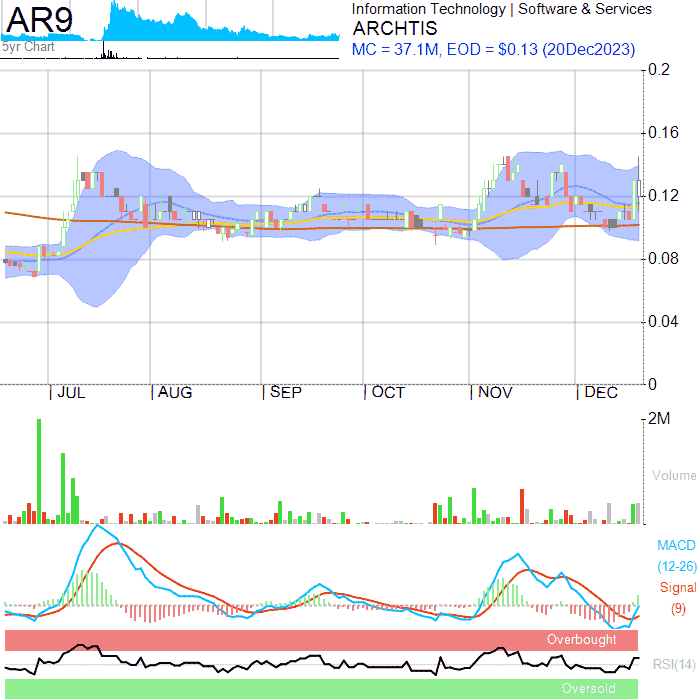 AR9
5yr Chart
Information Technology | Software & Services
ARCHTIS
MC = 37.1M, EOD = $0.13 (20Dec2023)
0.2
0.16
0.12
0.08
0.04
0
JUL AUG SEP OCT NOV DEC
2M
Volume
MACD
(12-26)
Signal
(9)
Overbought
RSI(14)
Oversold